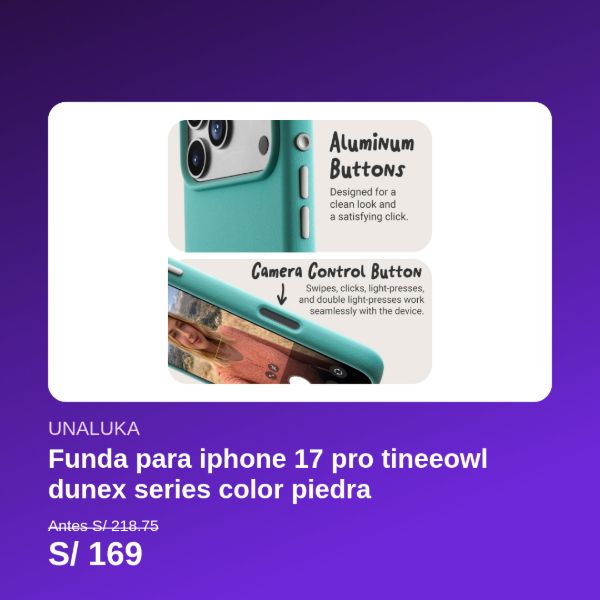 Aluminum
Buttons
Designed for a
clean look and
a satisfying click.
Camera Control Button
Swipes, clicks, light-presses,
and double light-presses work
seamlessly with the device.
UNALUKA
Funda para iphone 17 pro tineeowl
dunex series color piedra
Antes S/ 218.75
S/ 169